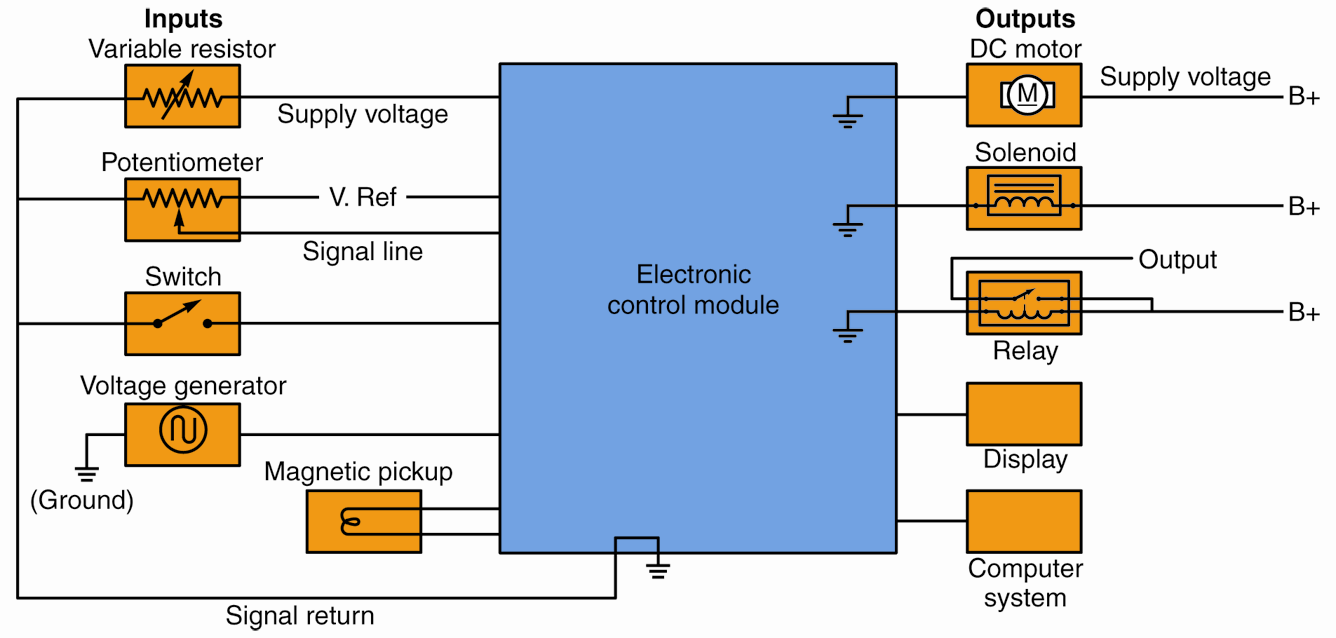 Inputs
Variable resistor
Supply voltage
Potentiometer
V. Ref
Signal line
Switch
Voltage generator
(Ground)
Magnetic pickup
Signal return
Electronic
control module
Outputs
DC motor
M
Supply voltage
B+
Solenoid
B+
Output
B+
Relay
Display
Computer
system